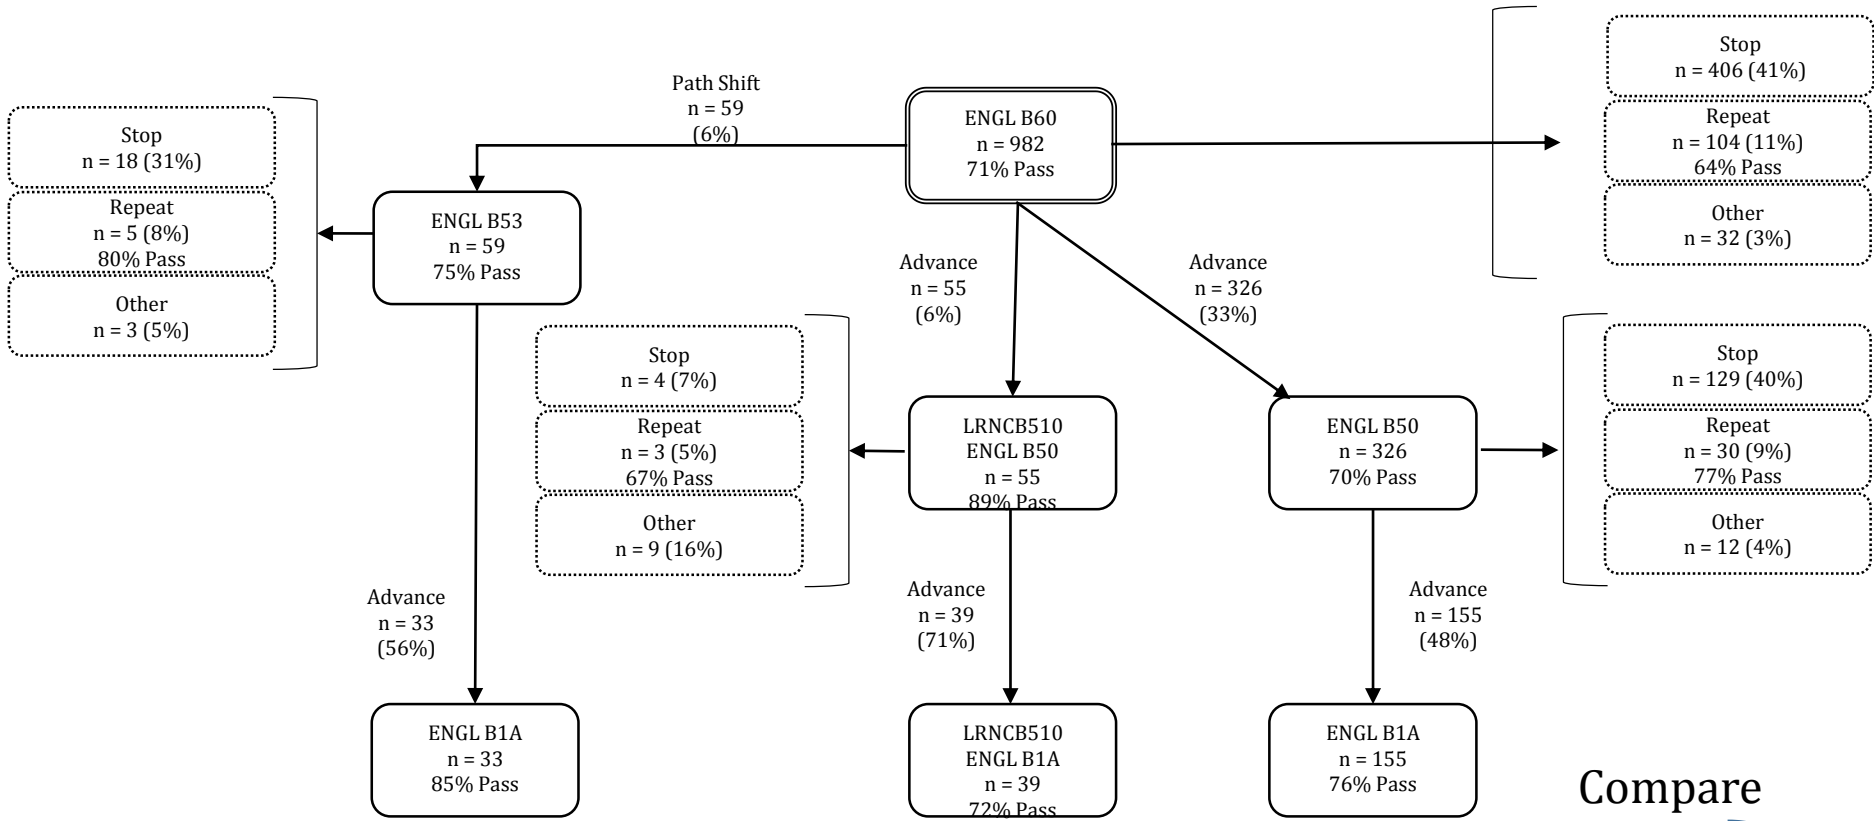 Path Shift
n = 59
(6%)
ENGL B60
n = 982
71% Pass
Stop
n = 406 (41%)
Repeat
n = 104 (11%)
64% Pass
Other
n = 32 (3%)
Stop
n = 18 (31%)
Repeat
n = 5 (8%)
80% Pass
Other
n = 3 (5%)
ENGL B53
n = 59
75% Pass
Advance
n = 55
(6%)
Advance
n = 326
(33%)
Stop
n = 4 (7%)
Repeat
n = 3 (5%)
67% Pass
Other
n = 9 (16%)
LRNCB510
ENGL B50
n = 55
89% Pass
ENGL B50
n = 326
70% Pass
Stop
n = 129 (40%)
Repeat
n = 30 (9%)
77% Pass
Other
n = 12 (4%)
Advance
n = 33
(56%)
Advance
n = 39
(71%)
Advance
n = 155
(48%)
ENGL B1A
n = 33
85% Pass
LRNCB510
ENGL B1A
n = 39
72% Pass
ENGL B1A
n = 155
76% Pass
Compare